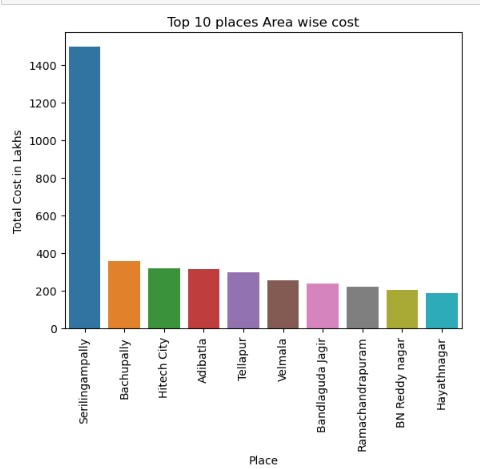 Top 10 places Area wise cost
Total Cost in Lakhs
1400
1200
1000
800
600
400
200
0
Serilingampally
Bachupally
Hitech City
Adibatla
Tellapur
Velmala
Bandlaguda Jagir
Ramachandrapuram
BN Reddy nagar
Hayathnagar
Place